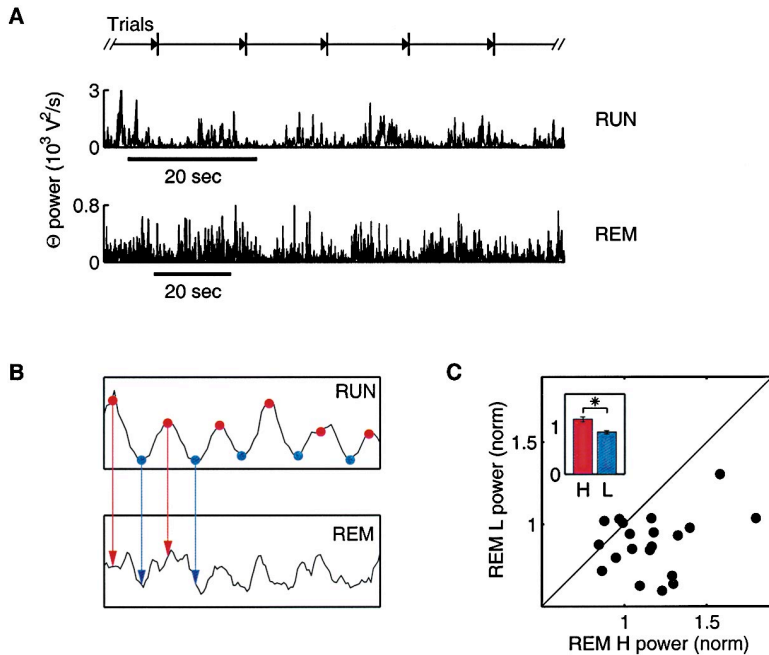 A
Trials
3
0
RUN
20 sec
Θ power (10³ V²/s)
0.8
0
REM
20 sec
B
RUN
REM
C
1
0
*
H L
1.5
1
REM L power (norm)
1 1.5
REM H power (norm)